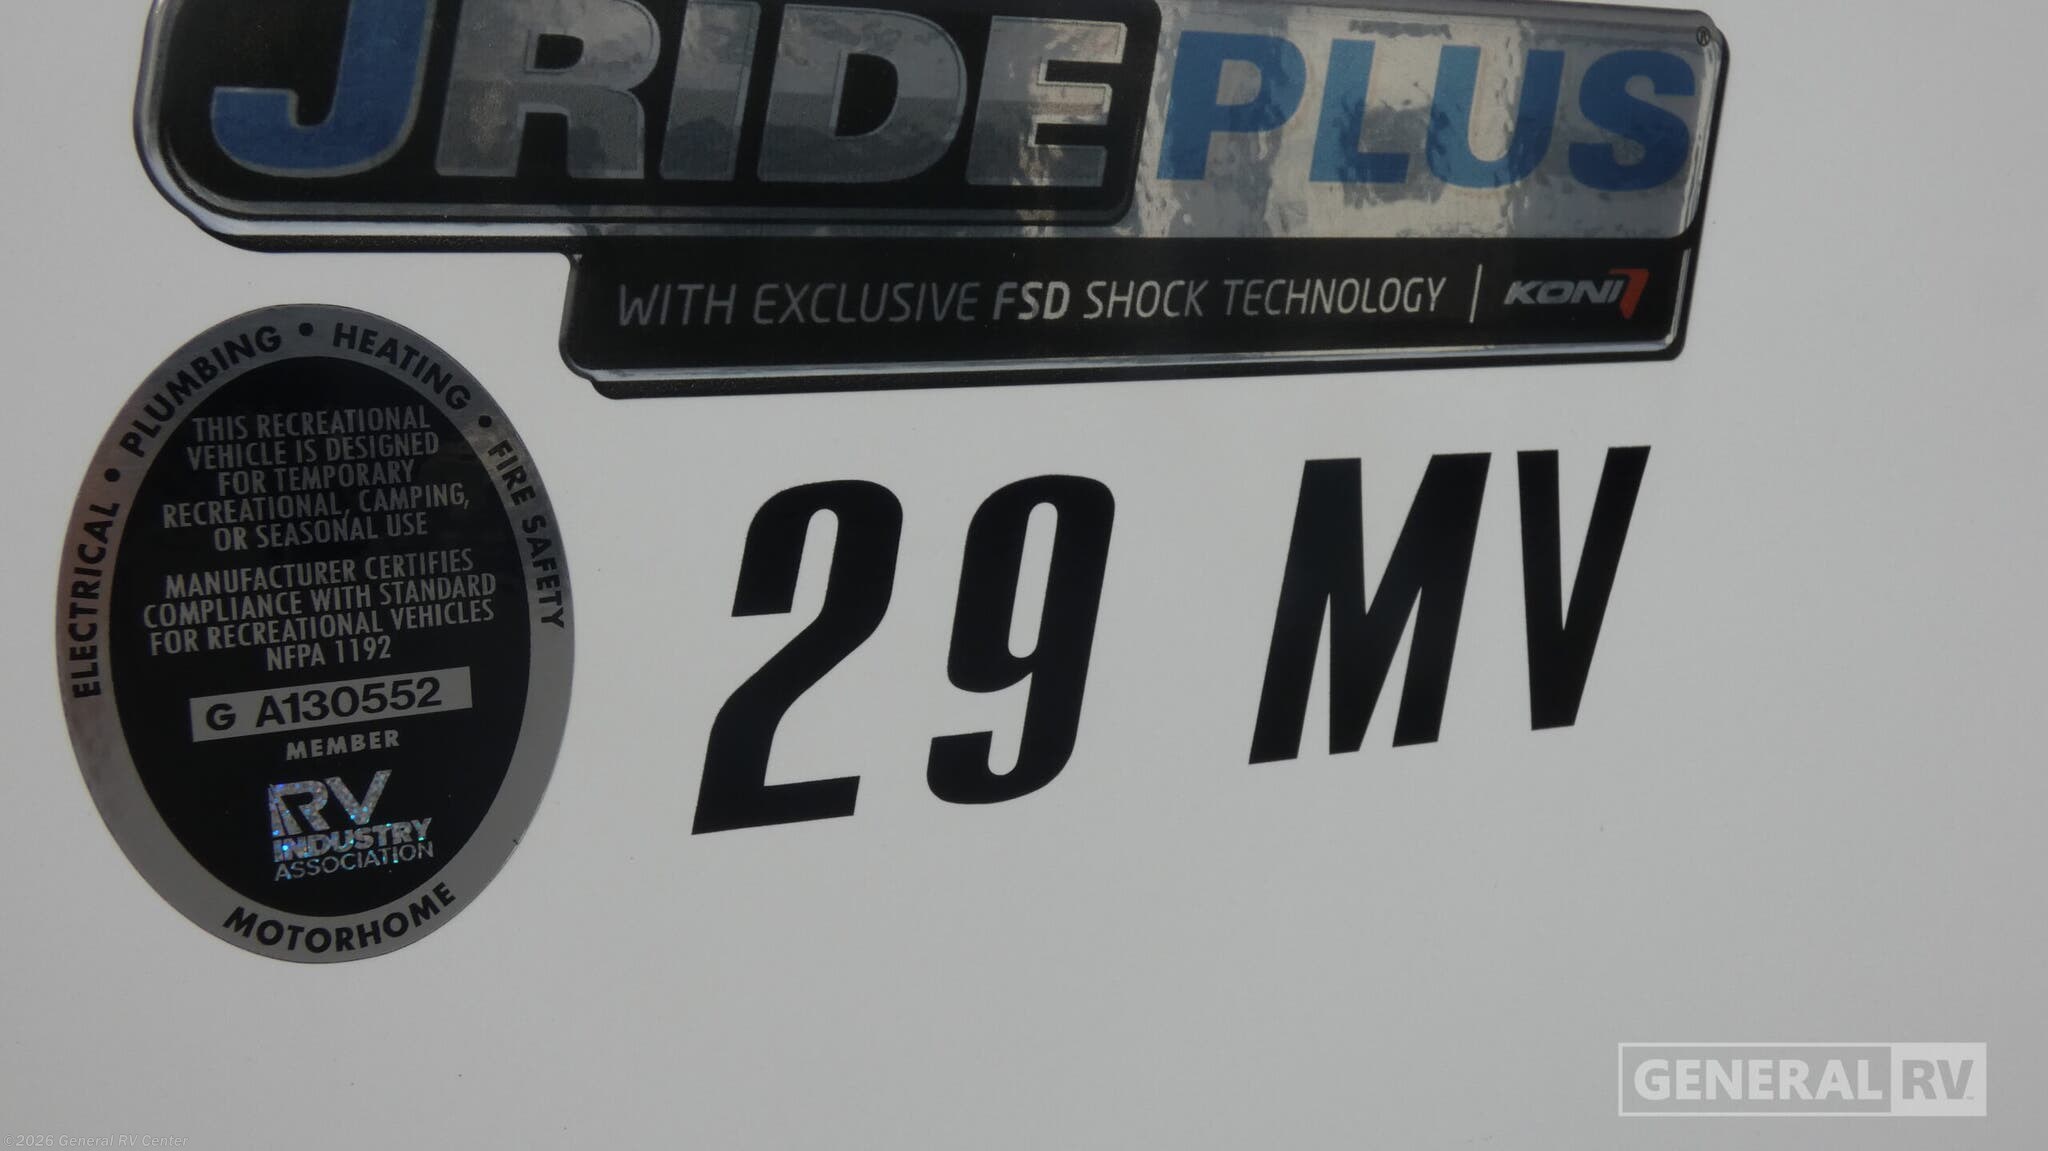 JRIDE PLUS®
WITH EXCLUSIVE FSD SHOCK TECHNOLOGY | KONI
ELECTRICAL • PLUMBING • HEATING • FIRE SAFETY
THIS RECREATIONAL
VEHICLE IS DESIGNED
FOR TEMPORARY
RECREATIONAL, CAMPING,
OR SEASONAL USE
MANUFACTURER CERTIFIES
COMPLIANCE WITH STANDARD
FOR RECREATIONAL VEHICLES
NFPA 1192
G A130552
MEMBER
RV
INDUSTRY
ASSOCIATION
MOTORHOME
29 MV
GENERAL RV
©2026 General RV Center